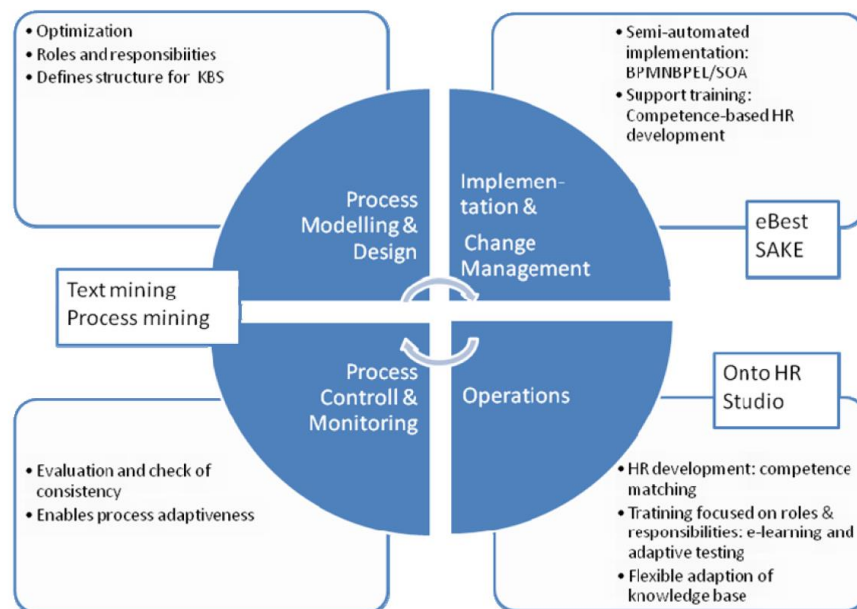 • Optimization
• Roles and responsibiities
• Defines structure for KBS
• Semi-automated
implementation:
BPMNBPEL/SOA
• Support training:
Competence-based HR
development
Process
Modelling &
Design
Implemen-
tation &
Change
Management
eBest
SAKE
Text mining
Process mining
Process
Controll &
Monitoring
Operations
Onto HR
Studio
• Evaluation and check of
consistency
• Enables process adaptiveness
• HR development: competence
matching
• Tratining focused on roles &
responsibilities: e-learning and
adaptive testing
• Flexible adaption of
knowledge base